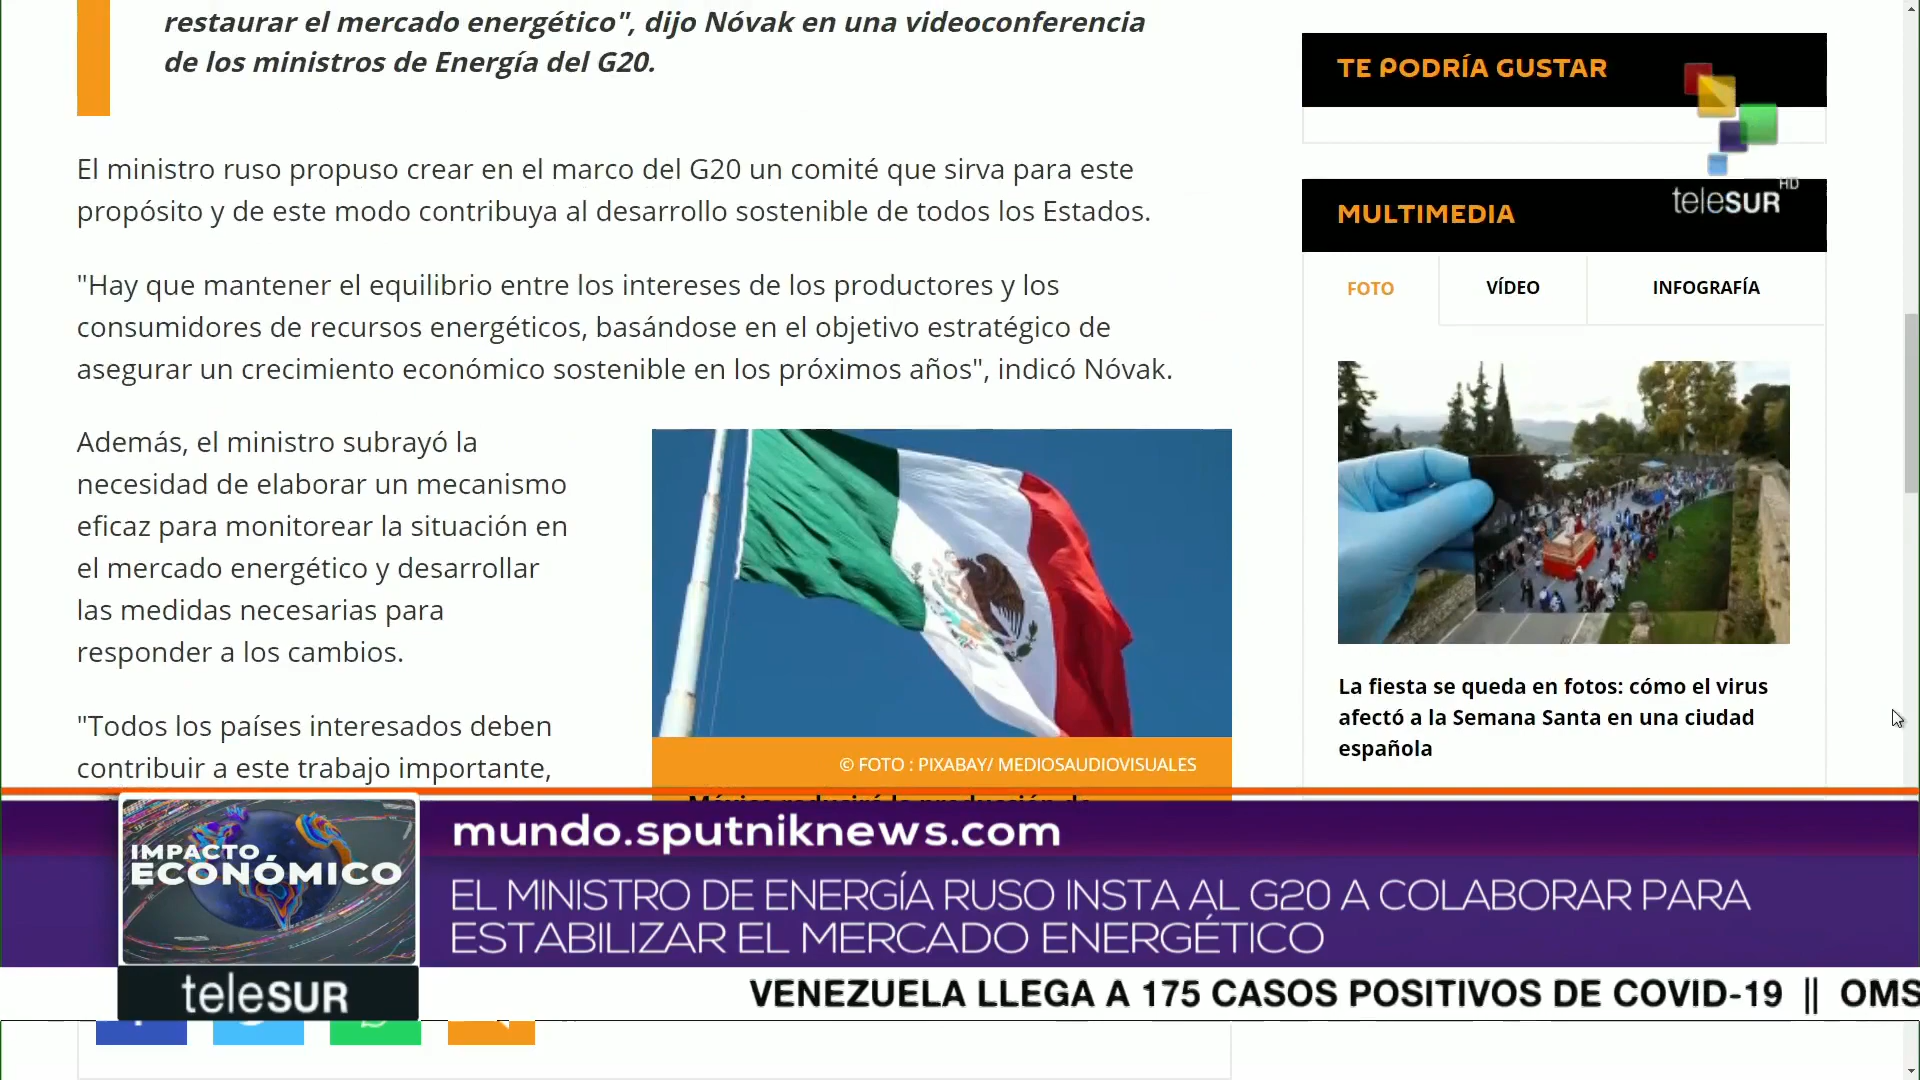 restaurar el mercado energético", dijo Nóvak en una videoconferencia
de los ministros de Energía del G20.
El ministro ruso propuso crear en el marco del G20 un comité que sirva para este
propósito y de este modo contribuya al desarrollo sostenible de todos los Estados.
"Hay que mantener el equilibrio entre los intereses de los productores y los
consumidores de recursos energéticos, basándose en el objetivo estratégico de
asegurar un crecimiento económico sostenible en los próximos años", indicó Nóvak.
Además, el ministro subrayó la
necesidad de elaborar un mecanismo
eficaz para monitorear la situación en
el mercado energético y desarrollar
las medidas necesarias para
responder a los cambios.
"Todos los países interesados deben
contribuir a este trabajo importante,
© FOTO : PIXABAY/ MEDIOSAUDIOVISUALES
México reducirá la producción de
TE PODRÍA GUSTAR
teleSUR HD
MULTIMEDIA
FOTO
VÍDEO
INFOGRAFÍA
La fiesta se queda en fotos: cómo el virus
afectó a la Semana Santa en una ciudad
española
IMPACTO
ECONÓMICO
mundo.sputniknews.com
EL MINISTRO DE ENERGÍA RUSO INSTA AL G20 A COLABORAR PARA
ESTABILIZAR EL MERCADO ENERGÉTICO
teleSUR
VENEZUELA LLEGA A 175 CASOS POSITIVOS DE COVID-19 || OMS